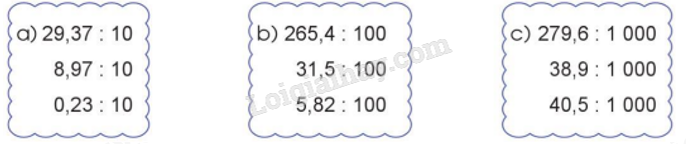 a) 29,37 : 10
8,97 : 10
0,23 : 10
b) 265,4 : 100
31,5 : 100
5,82 : 100
c) 279,6 : 1 000
38,9 : 1 000
40,5 : 1 000
Loigiaihay.com